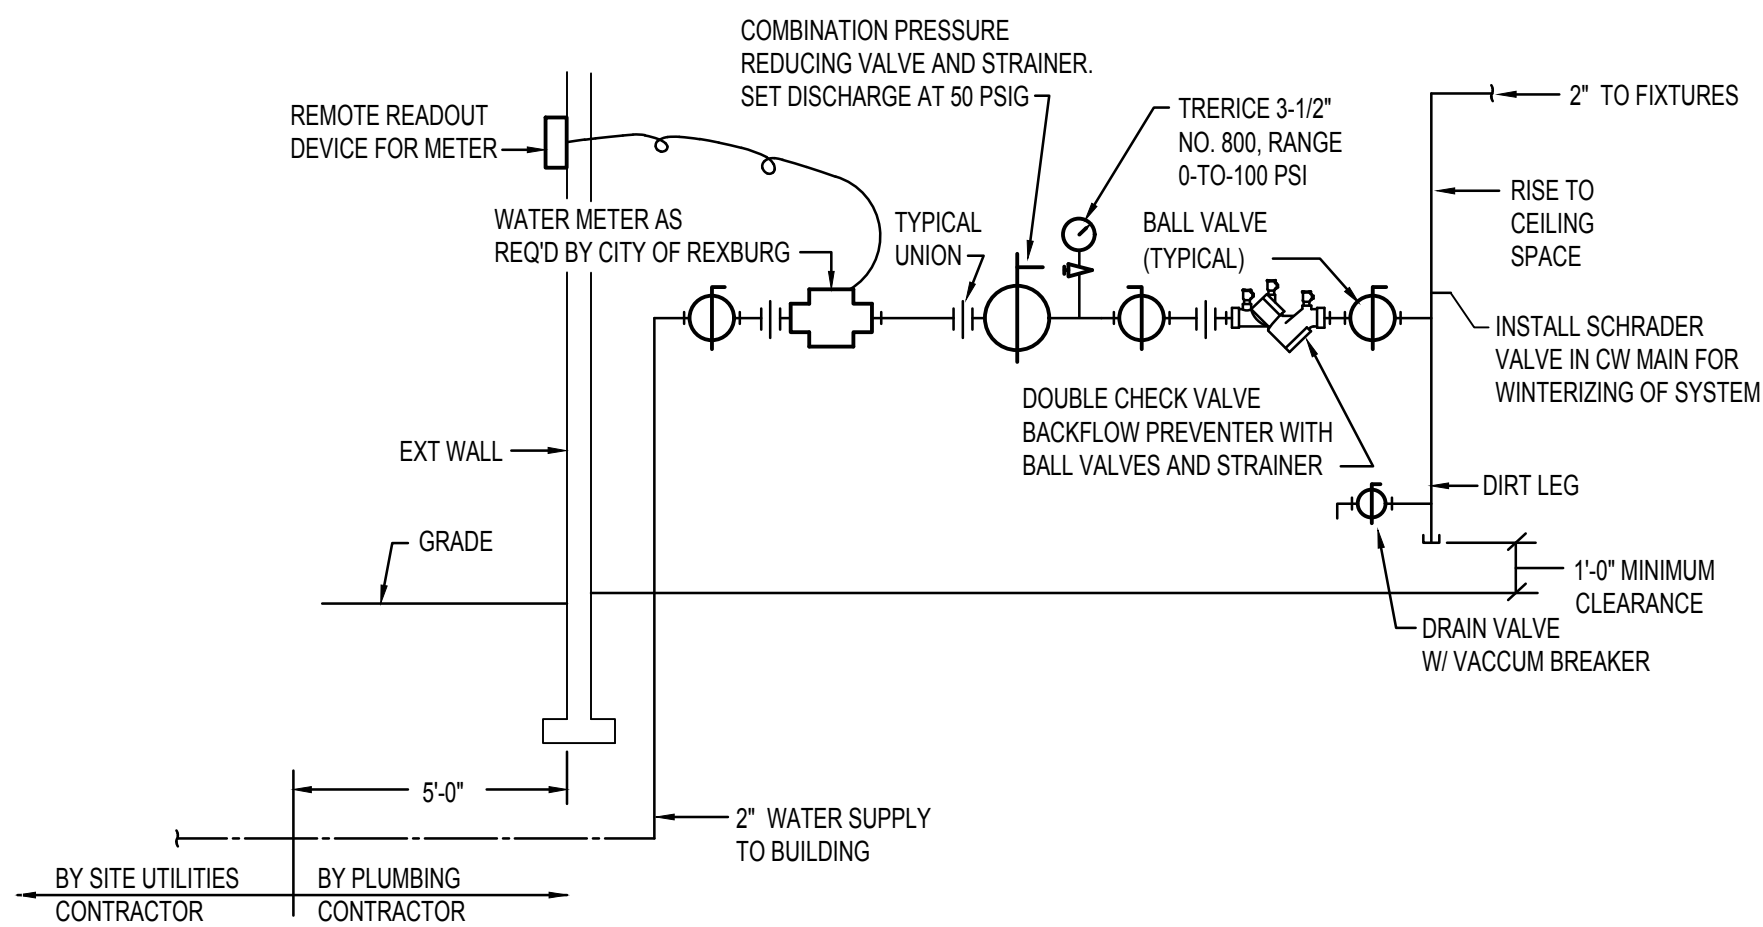 COMBINATION PRESSURE
REDUCING VALVE AND STRAINER.
SET DISCHARGE AT 50 PSIG
REMOTE READOUT
DEVICE FOR METER
TRERICE 3-1/2"
NO. 800, RANGE
0-TO-100 PSI
2" TO FIXTURES
RISE TO
CEILING
SPACE
WATER METER AS
REQ'D BY CITY OF REXBURG
TYPICAL
UNION
BALL VALVE
(TYPICAL)
INSTALL SCHRADER
VALVE IN CW MAIN FOR
WINTERIZING OF SYSTEM
DOUBLE CHECK VALVE
BACKFLOW PREVENTER WITH
BALL VALVES AND STRAINER
EXT WALL
DIRT LEG
GRADE
1'-0" MINIMUM
CLEARANCE
DRAIN VALVE
W/ VACCUM BREAKER
5'-0"
2" WATER SUPPLY
TO BUILDING
BY SITE UTILITIES
CONTRACTOR
BY PLUMBING
CONTRACTOR